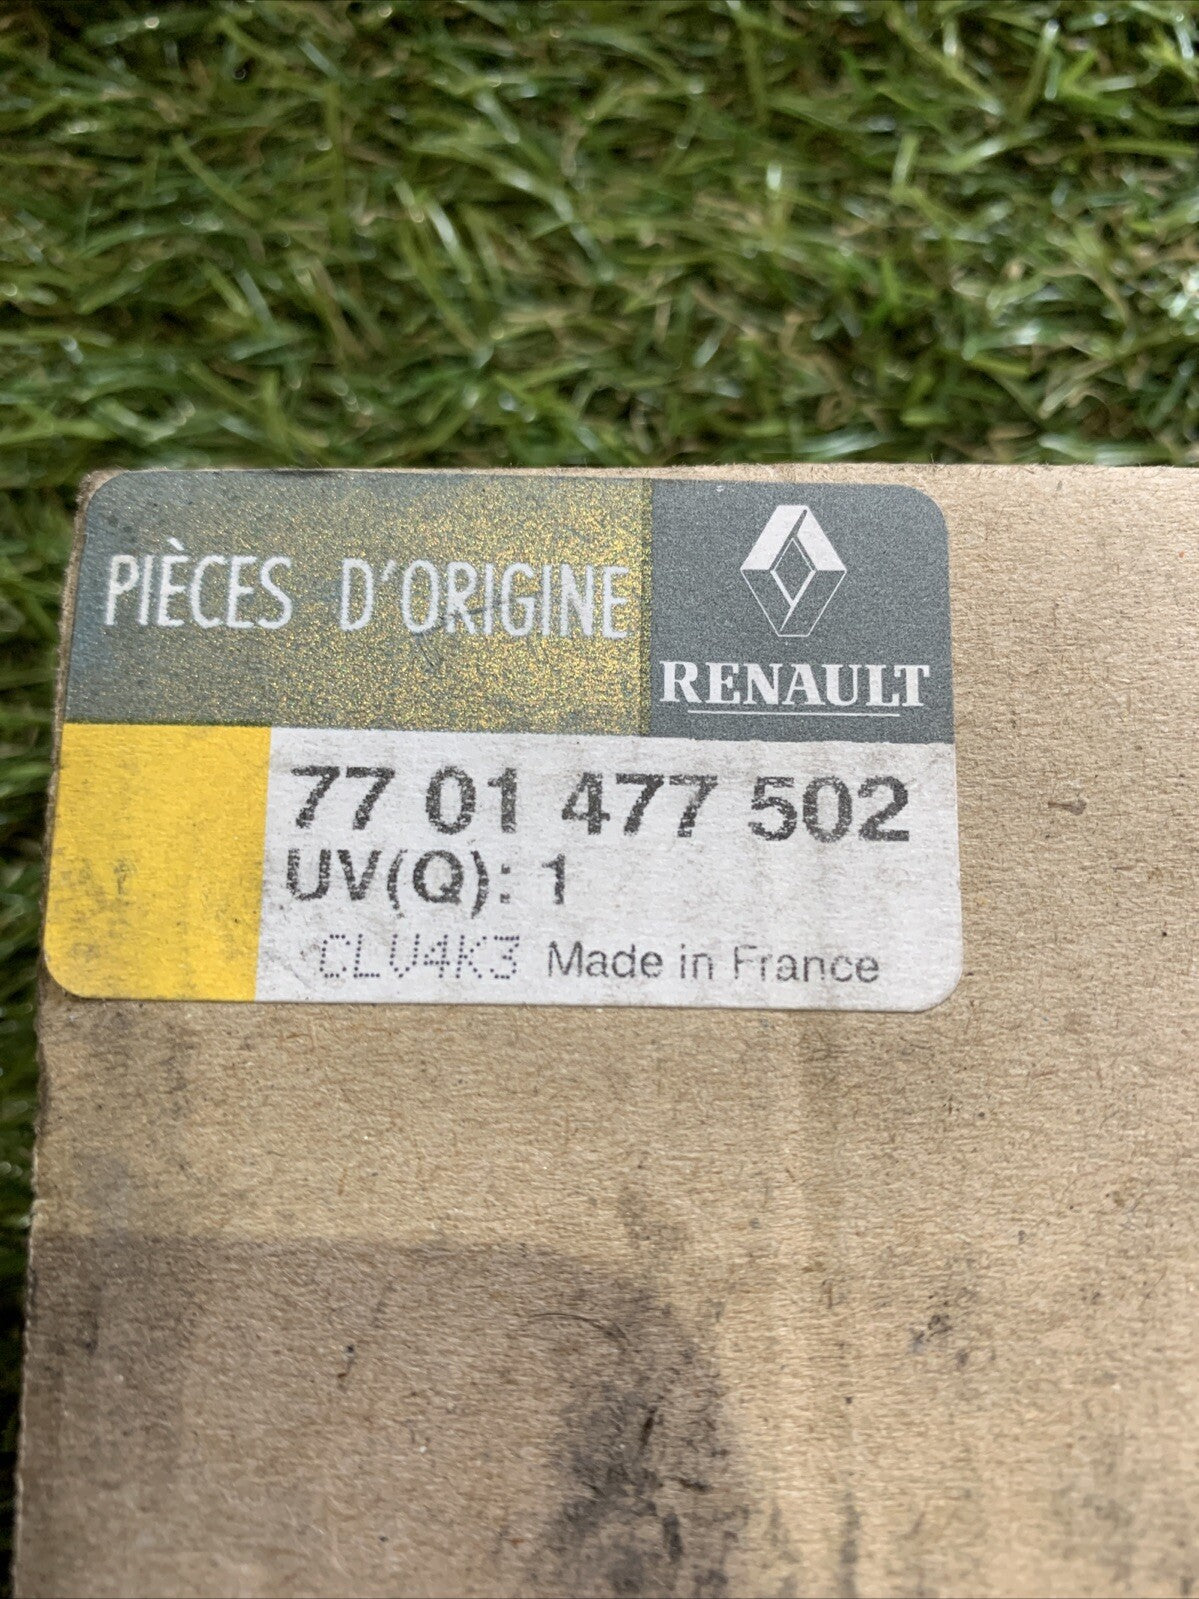 PIÈCES D'ORIGINE
RENAULT
77 01 477 502
UV(Q): 1
CLV4K3 Made in France